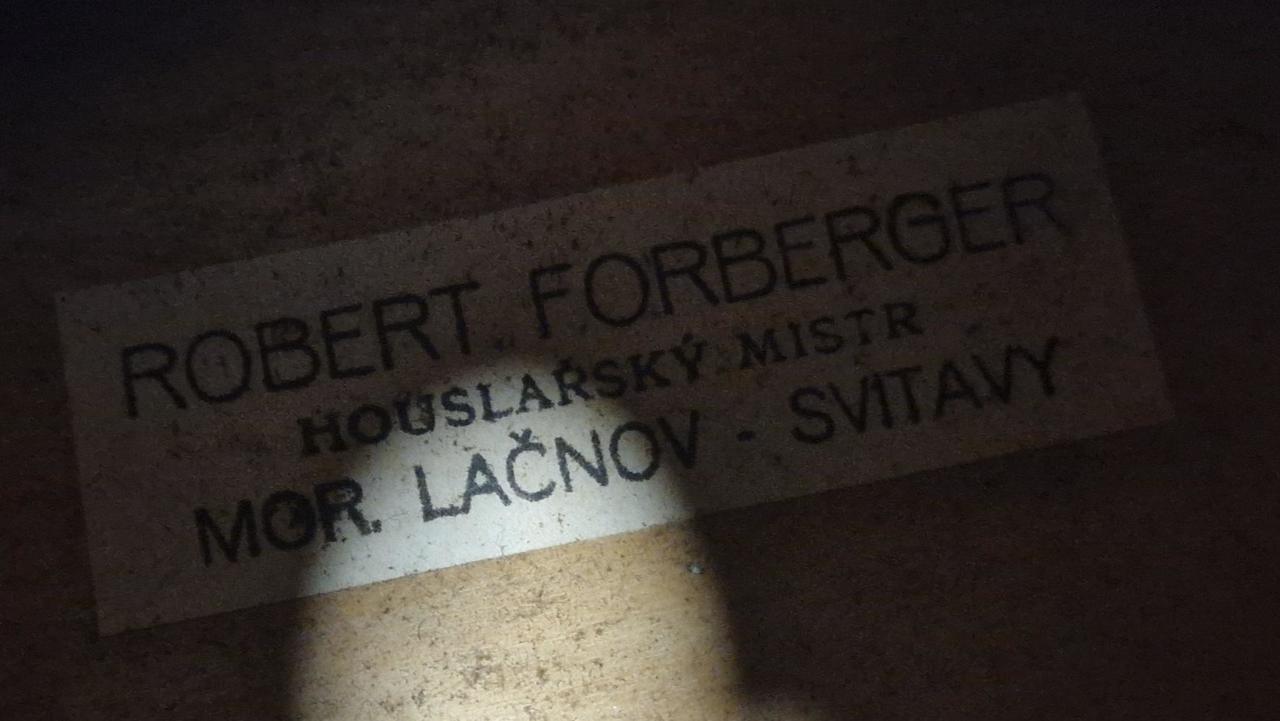 ROBERT FORBERGER
HOUSLAŘSKÝ MISTR
MOR. LAČNOV - SVITAVY